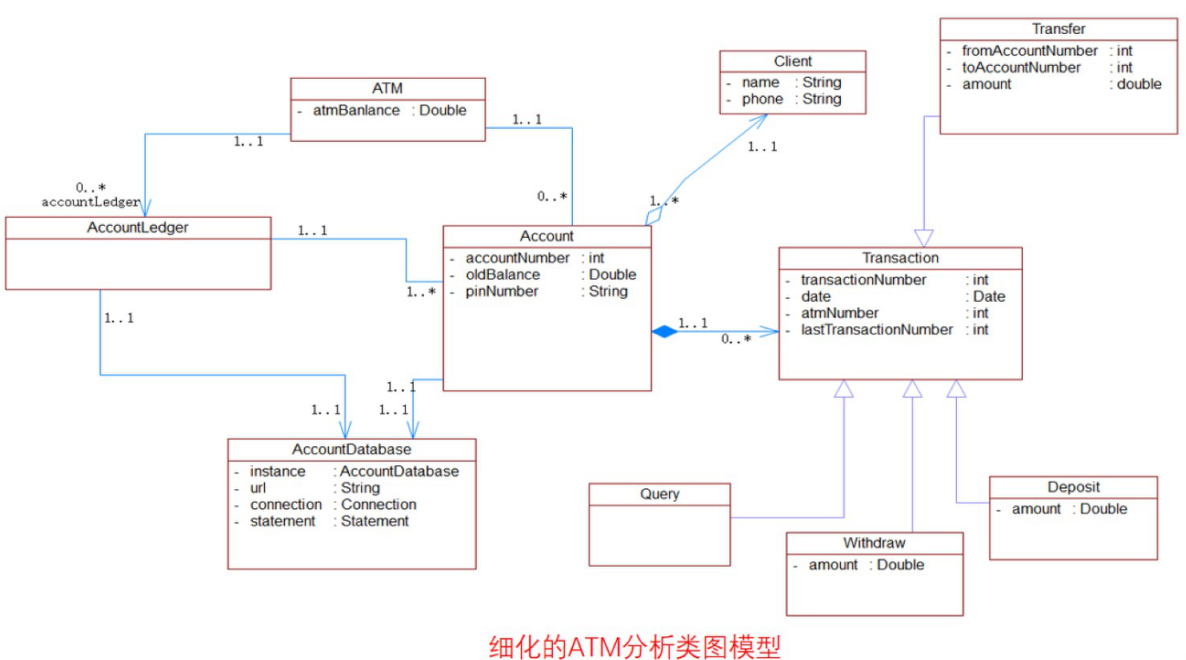 Transfer
- fromAccountNumber : int
- toAccountNumber : int
- amount : double
Client
- name : String
- phone : String
ATM
- atmBanlance : Double
1..1
1..1
1..1
0..*
accountLedger
0..*
1..*
AccountLedger
1..1
1..*
Account
- accountNumber : int
- oldBalance : Double
- pinNumber : String
Transaction
- transactionNumber : int
- date : Date
- atmNumber : int
- lastTransactionNumber : int
1..1
1..1
0..*
1..1
1..1
1..1
AccountDatabase
- instance : AccountDatabase
- url : String
- connection : Connection
- statement : Statement
Query
Withdraw
- amount : Double
Deposit
- amount : Double
细化的ATM分析类图模型